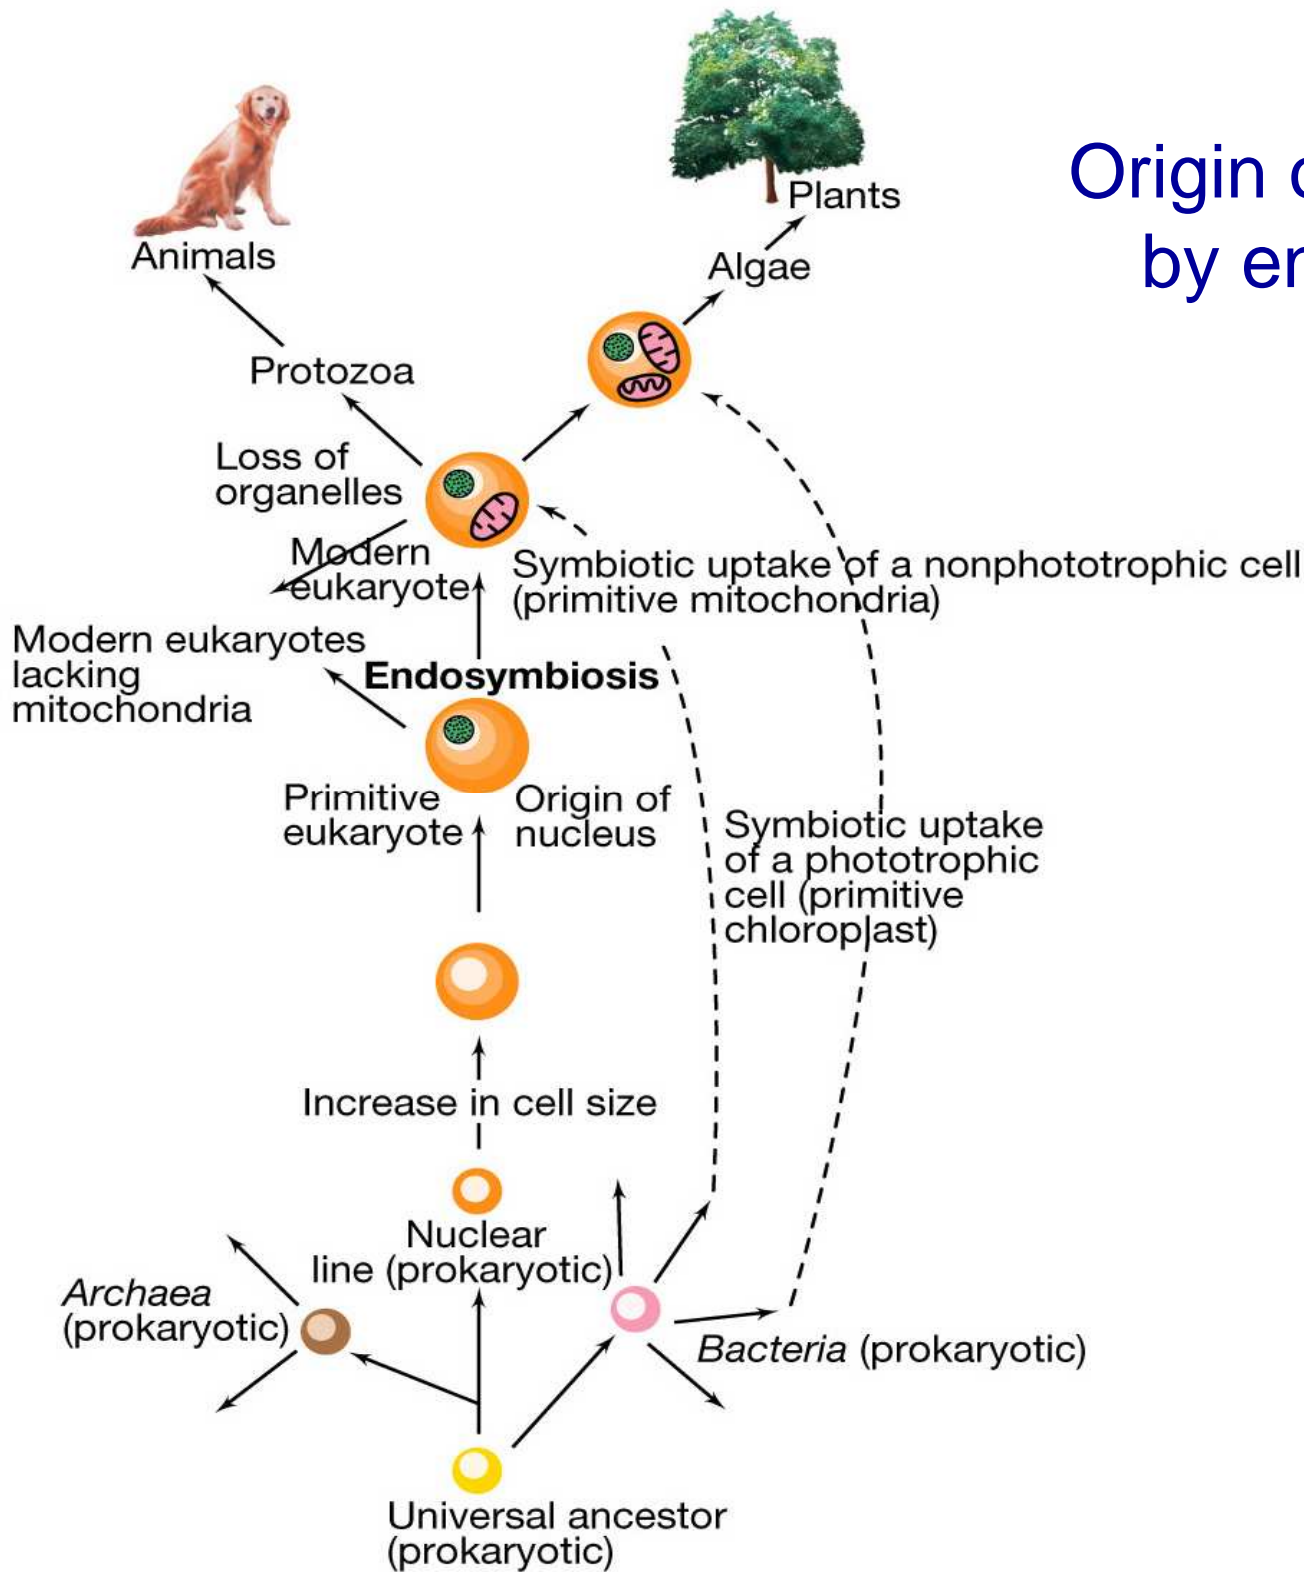 Origin
by
Plants
Animals
Algae
Protozoa
Loss of
organelles
Modern
eukaryote
Symbiotic uptake of a nonphototrophic cell
(primitive mitochondria)
Modern eukaryotes
lacking
mitochondria
Endosymbiosis
Primitive
eukaryote
Origin of
nucleus
Symbiotic uptake
of a phototrophic
cell (primitive
chloroplast)
Increase in cell size
Nuclear
line (prokaryotic)
Archaea
(prokaryotic)
Bacteria (prokaryotic)
Universal ancestor
(prokaryotic)